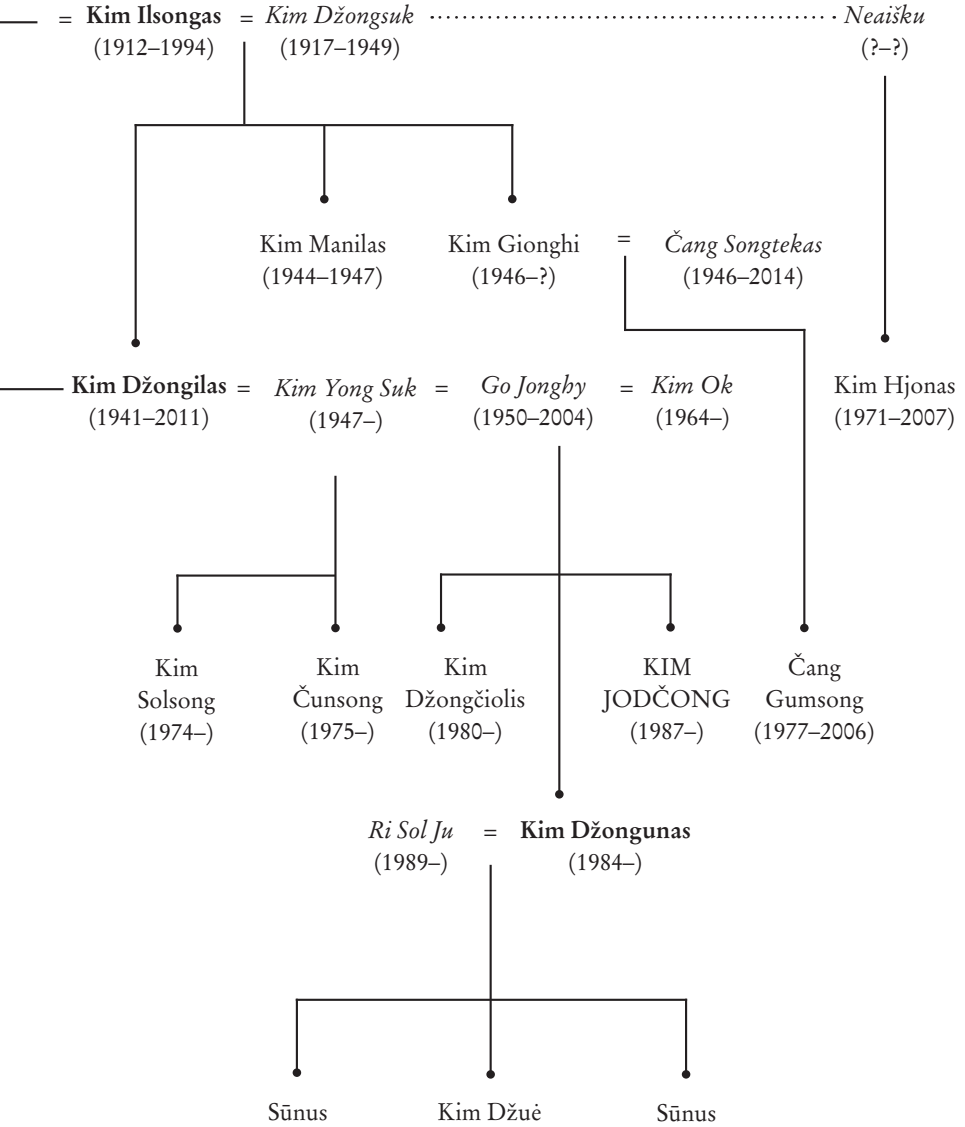 = Kim Ilsongas = Kim Džongsuk Neaišku
(1912–1994) (1917–1949) (?–?)
Kim Manilas Kim Gionghi = Čang Songtekas
(1944–1947) (1946–?) (1946–2014)
Kim Džongilas = Kim Yong Suk = Go Jonghy = Kim Ok Kim Hjonas
(1941–2011) (1947–) (1950–2004) (1964–) (1971–2007)
Kim Kim Kim KIM Čang
Solsong Čunsong Džongčiolis JODČONG Gumsong
(1974–) (1975–) (1980–) (1987–) (1977–2006)
Ri Sol Ju = Kim Džongunas
(1989–) (1984–)
Sūnus Kim Džuė Sūnus